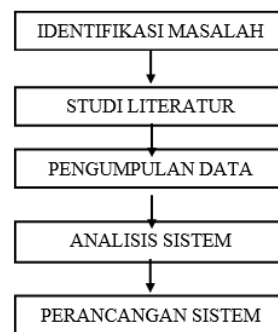 IDENTIFIKASI MASALAH
STUDI LITERATUR
PENGUMPULAN DATA
ANALISIS SISTEM
PERANCANGAN SISTEM